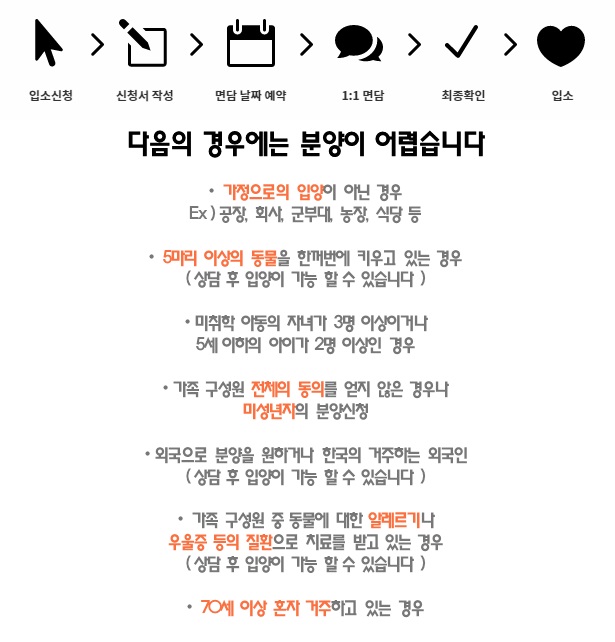 입소신청 신청서 작성 면담 날짜 예약 1:1 면담 최종확인 입소
다음의 경우에는 분양이 어렵습니다
• 가정으로의 입양이 아닌 경우
Ex ) 공장, 회사, 군부대, 농장, 식당 등
• 5마리 이상의 동물을 한꺼번에 키우고 있는 경우
( 상담 후 입양이 가능 할 수 있습니다 )
• 미취학 아동의 자녀가 3명 이상이거나
5세 이하의 아이가 2명 이상인 경우
• 가족 구성원 전체의 동의를 얻지 않은 경우나
미성년자의 분양신청
• 외국으로 분양을 원하거나 한국의 거주하는 외국인
( 상담 후 입양이 가능 할 수 있습니다 )
• 가족 구성원 중 동물에 대한 알레르기나
우울증 등의 질환으로 치료를 받고 있는 경우
( 상담 후 입양이 가능 할 수 있습니다 )
• 70세 이상 혼자 거주하고 있는 경우